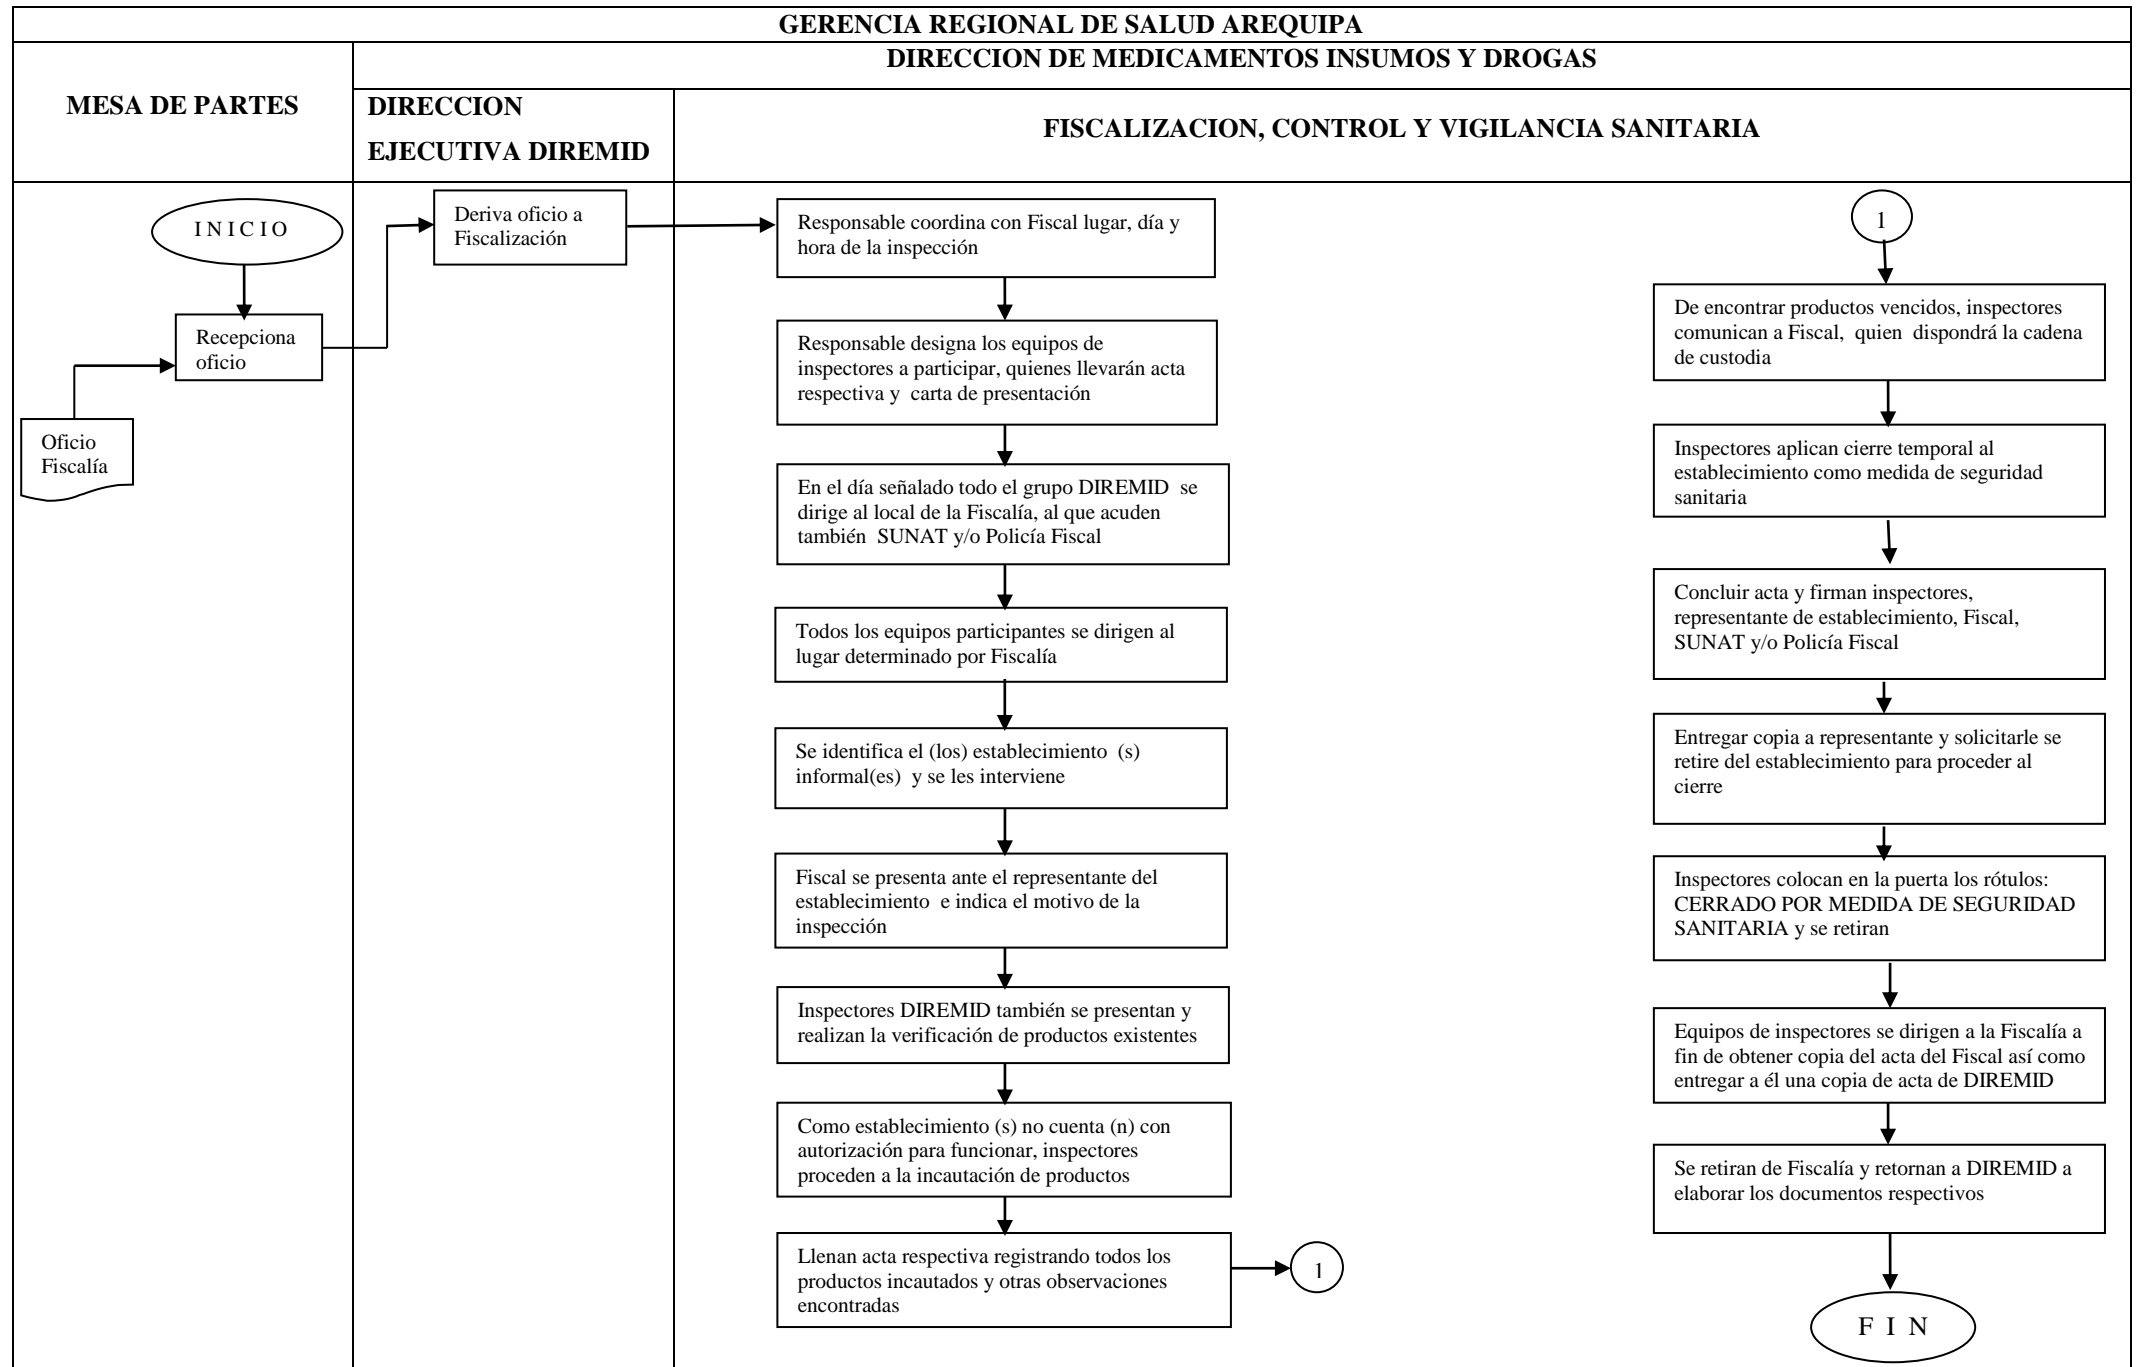 GERENCIA REGIONAL DE SALUD AREQUIPA
DIRECCION DE MEDICAMENTOS INSUMOS Y DROGAS
MESA DE PARTES
DIRECCION
EJECUTIVA DIREMID
FISCALIZACION, CONTROL Y VIGILANCIA SANITARIA
INICIO
Recepciona
oficio
Oficio
Fiscalía
Deriva oficio a
Fiscalización
Responsable coordina con Fiscal lugar, día y
hora de la inspección
Responsable designa los equipos de
inspectores a participar, quienes llevarán acta
respectiva y carta de presentación
En el día señalado todo el grupo DIREMID se
dirige al local de la Fiscalía, al que acuden
también SUNAT y/o Policía Fiscal
Todos los equipos participantes se dirigen al
lugar determinado por Fiscalía
Se identifica el (los) establecimiento (s)
informal(es) y se les interviene
Fiscal se presenta ante el representante del
establecimiento e indica el motivo de la
inspección
Inspectores DIREMID también se presentan y
realizan la verificación de productos existentes
Como establecimiento (s) no cuenta (n) con
autorización para funcionar, inspectores
proceden a la incautación de productos
Llenan acta respectiva registrando todos los
productos incautados y otras observaciones
encontradas
1
1
De encontrar productos vencidos, inspectores
comunican a Fiscal, quien dispondrá la cadena
de custodia
Inspectores aplican cierre temporal al
establecimiento como medida de seguridad
sanitaria
Concluir acta y firman inspectores,
representante de establecimiento, Fiscal,
SUNAT y/o Policía Fiscal
Entregar copia a representante y solicitarle se
retire del establecimiento para proceder al
cierre
Inspectores colocan en la puerta los rótulos:
CERRADO POR MEDIDA DE SEGURIDAD
SANITARIA y se retiran
Equipos de inspectores se dirigen a la Fiscalía a
fin de obtener copia del acta del Fiscal así como
entregar a él una copia de acta de DIREMID
Se retiran de Fiscalía y retornan a DIREMID a
elaborar los documentos respectivos
FIN